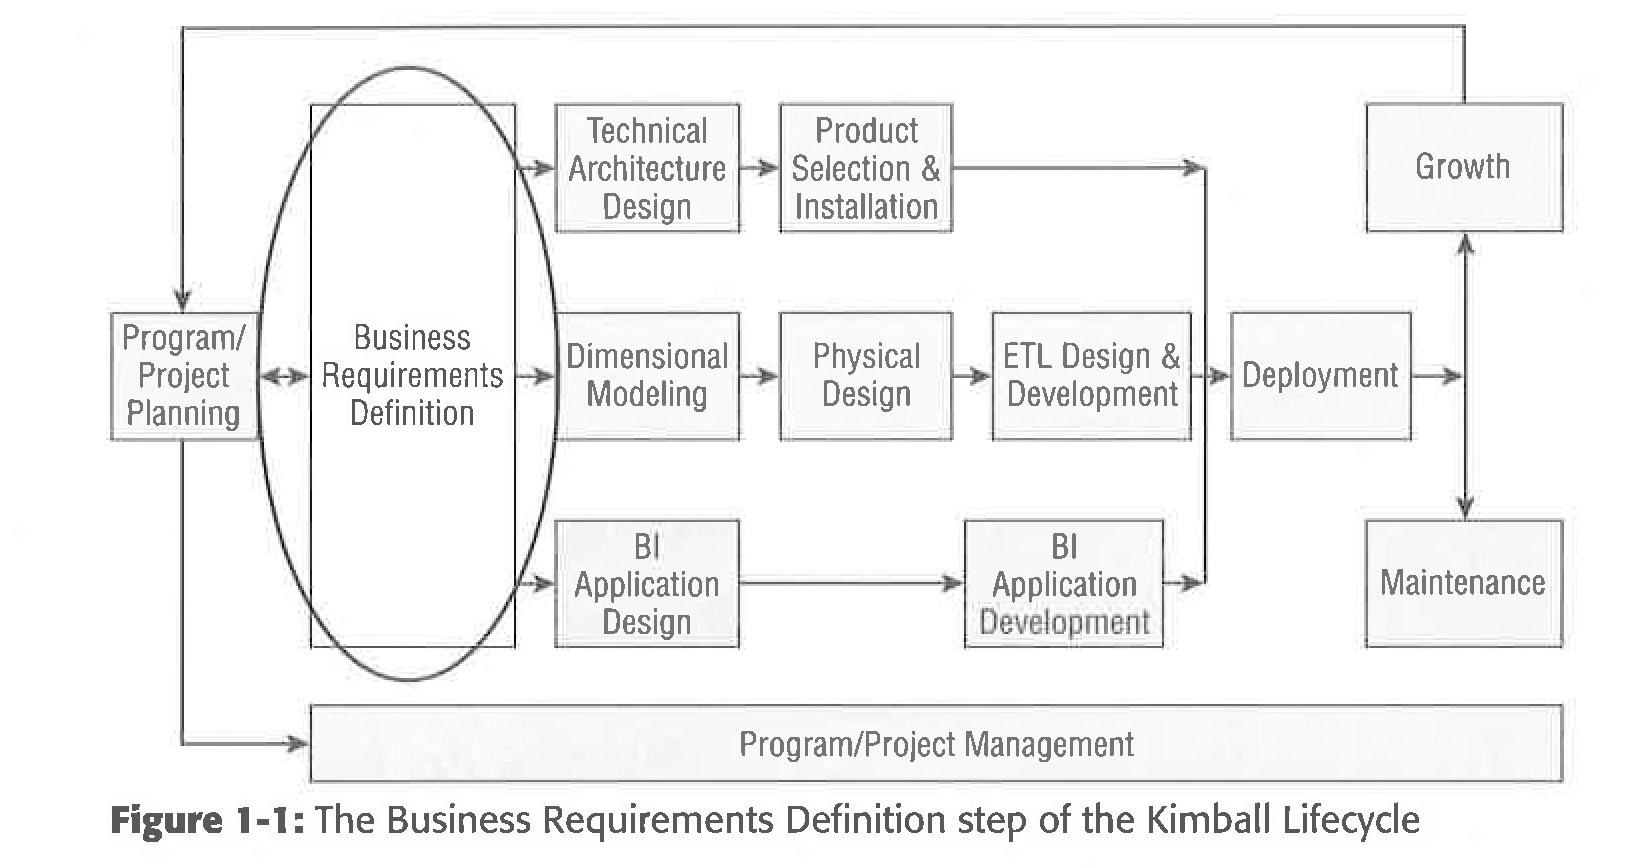 Technical
Architecture
Design
Product
Selection &
Installation
Growth
Program/
Project
Planning
Business
Requirements
Definition
Dimensional
Modeling
Physical
Design
ETL Design &
Development
Deployment
BI
Application
Design
BI
Application
Development
Maintenance
Program/Project Management
Figure 1-1: The Business Requirements Definition step of the Kimball Lifecycle